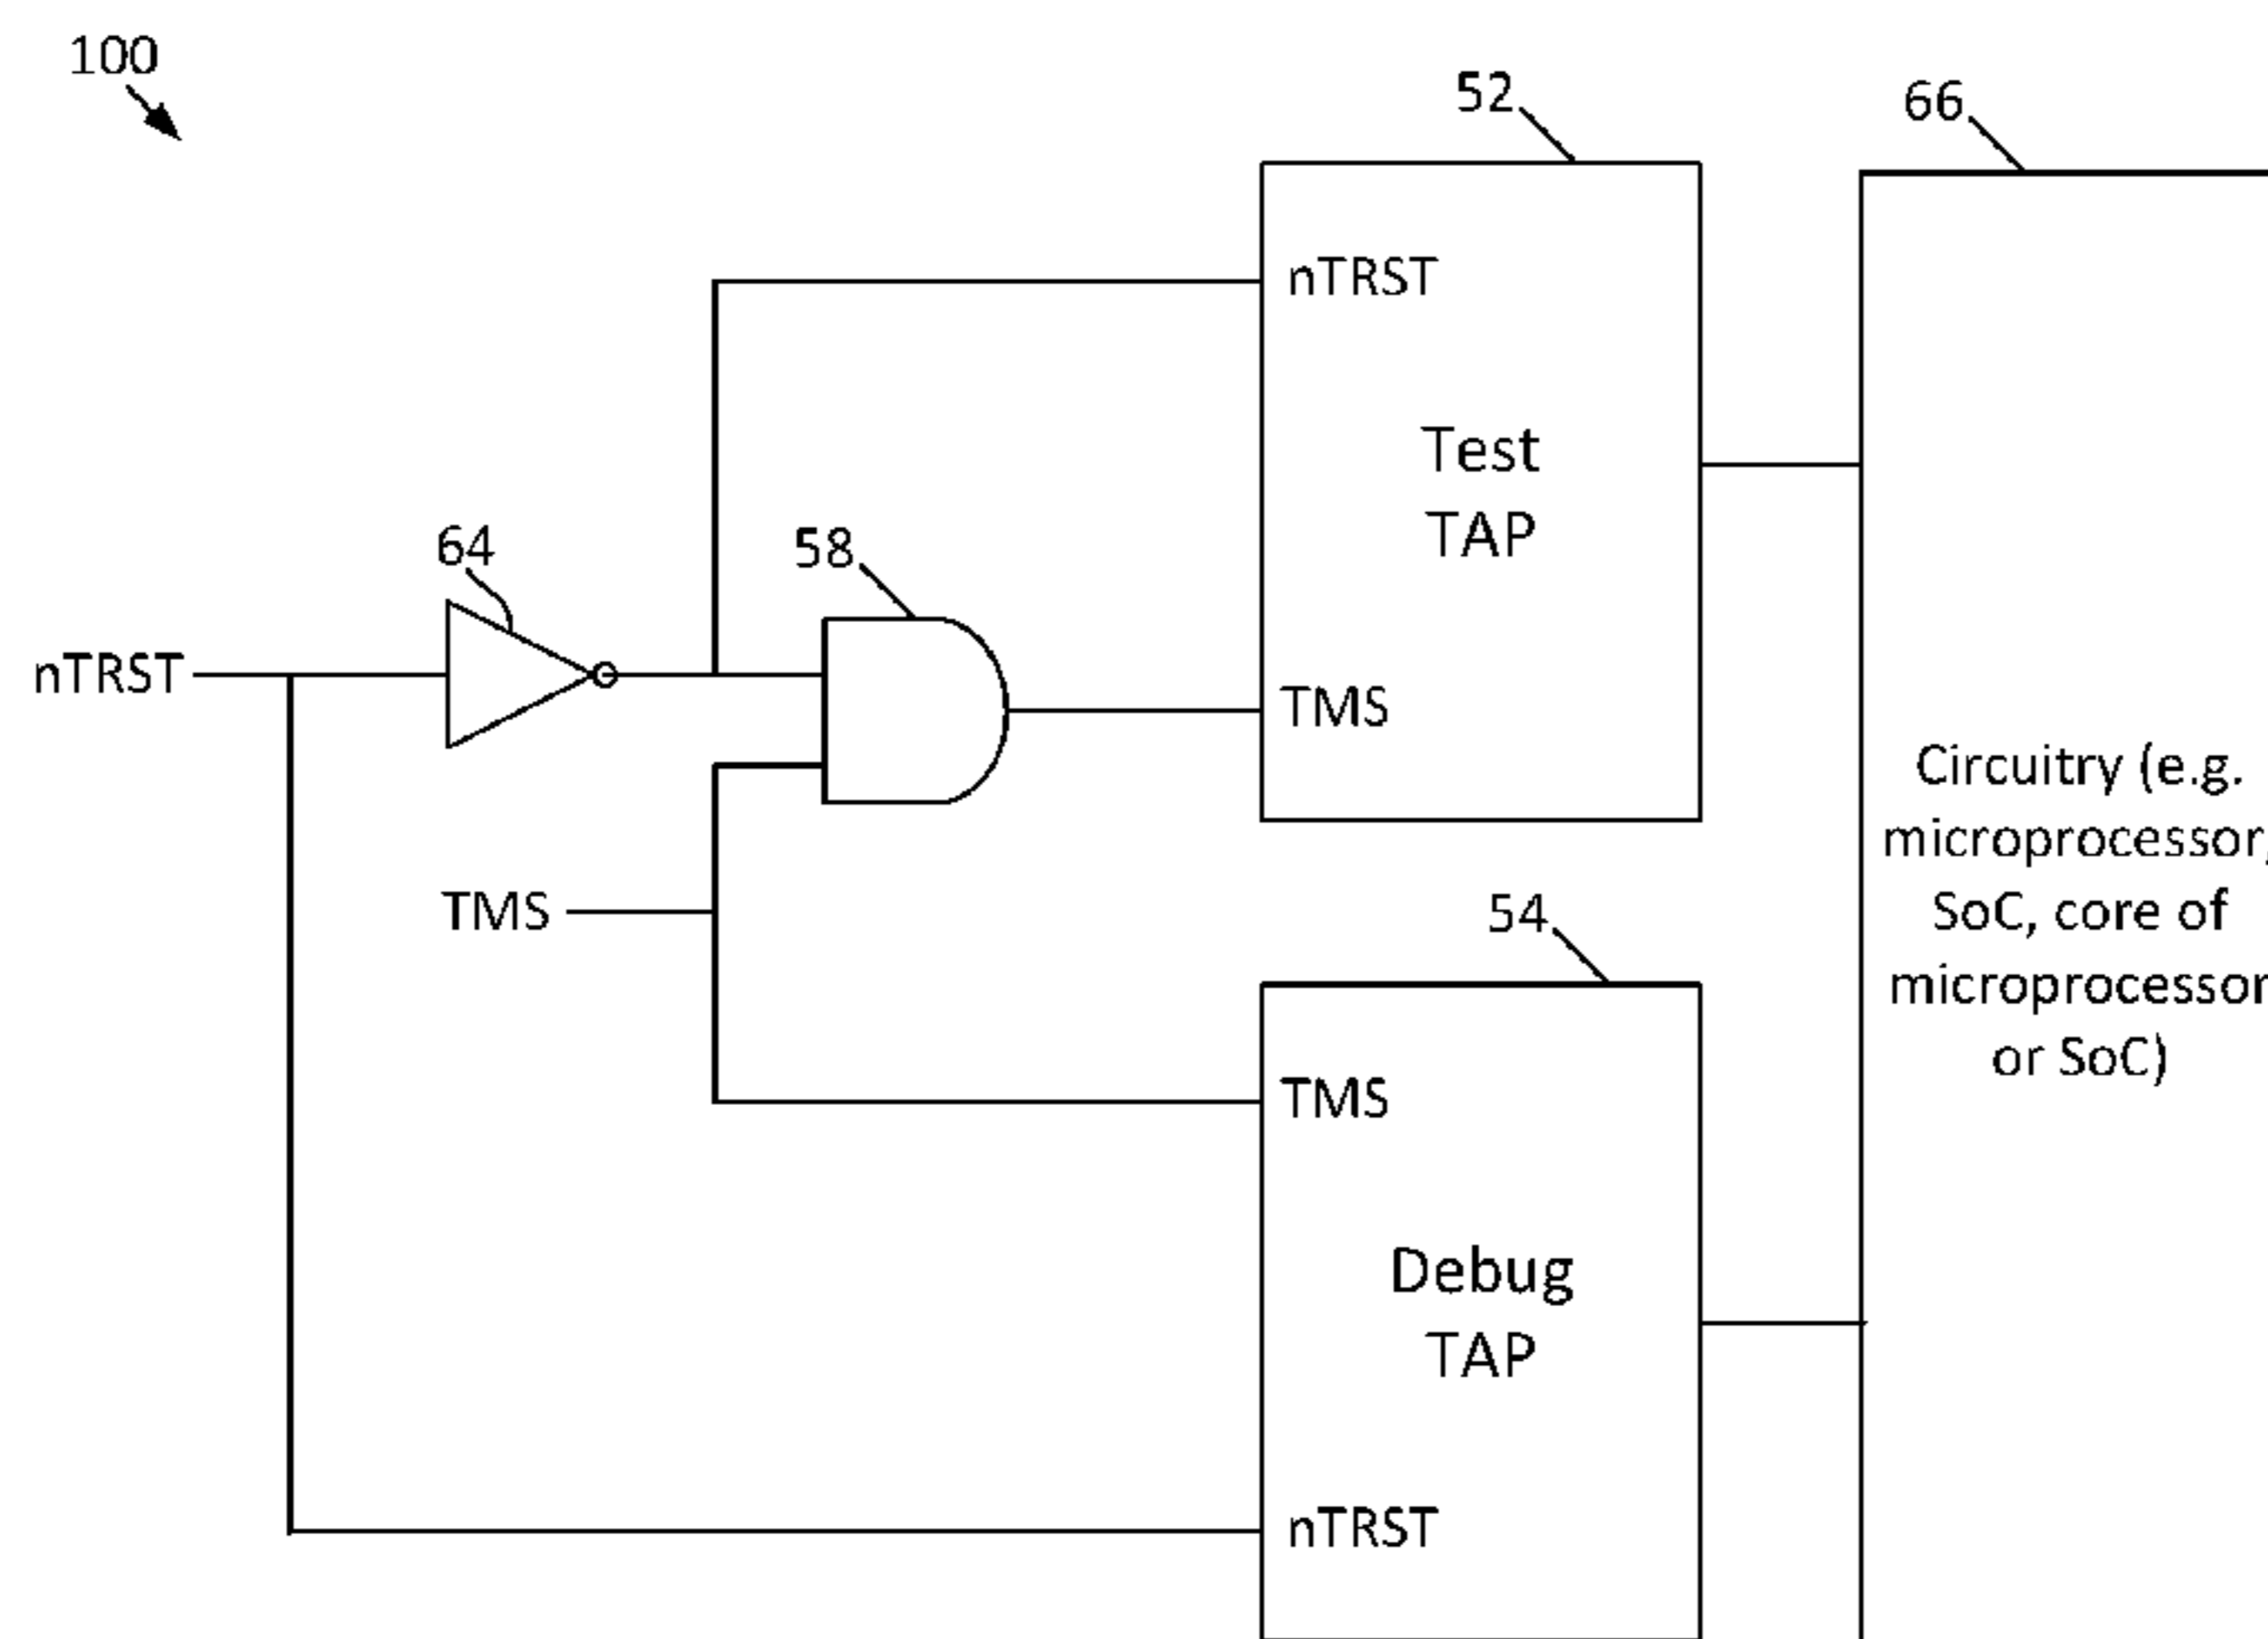 100
52
66
nTRST
Test
TAP
64
58
nTRST
TMS
Circuitry (e.g.
microprocessor,
SoC, core of
microprocessor
or SoC)
TMS
54
TMS
Debug
TAP
nTRST